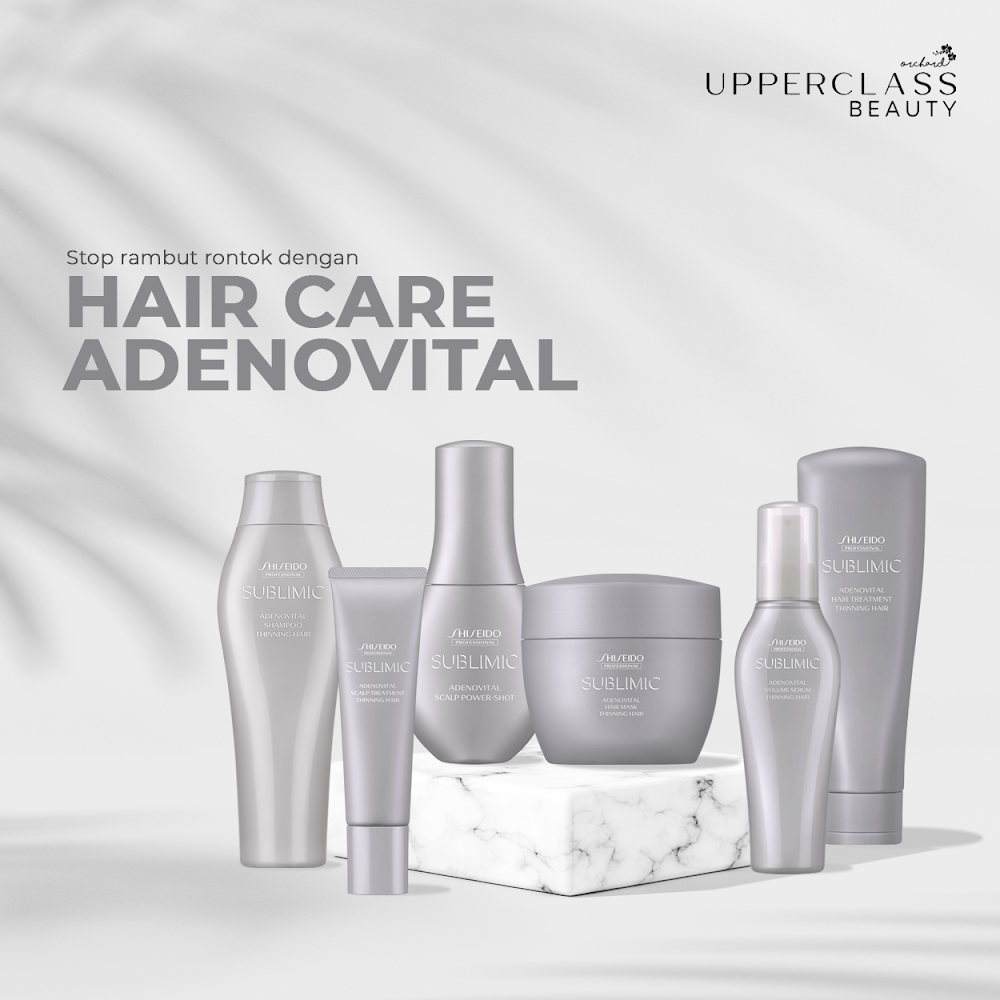 orchard
UPPERCLASS
BEAUTY
Stop rambut rontok dengan
HAIR CARE
ADENOVITAL
SHISEIDO
PROFESSIONAL
SUBLIMIC
ADENOVITAL
SHAMPOO
THINNING HAIR
SHISEIDO
PROFESSIONAL
SUBLIMIC
ADENOVITAL
SCALP TREATMENT
THINNING HAIR
SHISEIDO
PROFESSIONAL
SUBLIMIC
ADENOVITAL
SCALP POWER-SHOT
SHISEIDO
PROFESSIONAL
SUBLIMIC
ADENOVITAL
HAIR MASK
THINNING HAIR
SHISEIDO
PROFESSIONAL
SUBLIMIC
ADENOVITAL
VOLUME SERUM
THINNING HAIR
SHISEIDO
PROFESSIONAL
SUBLIMIC
ADENOVITAL
HAIR TREATMENT
THINNING HAIR